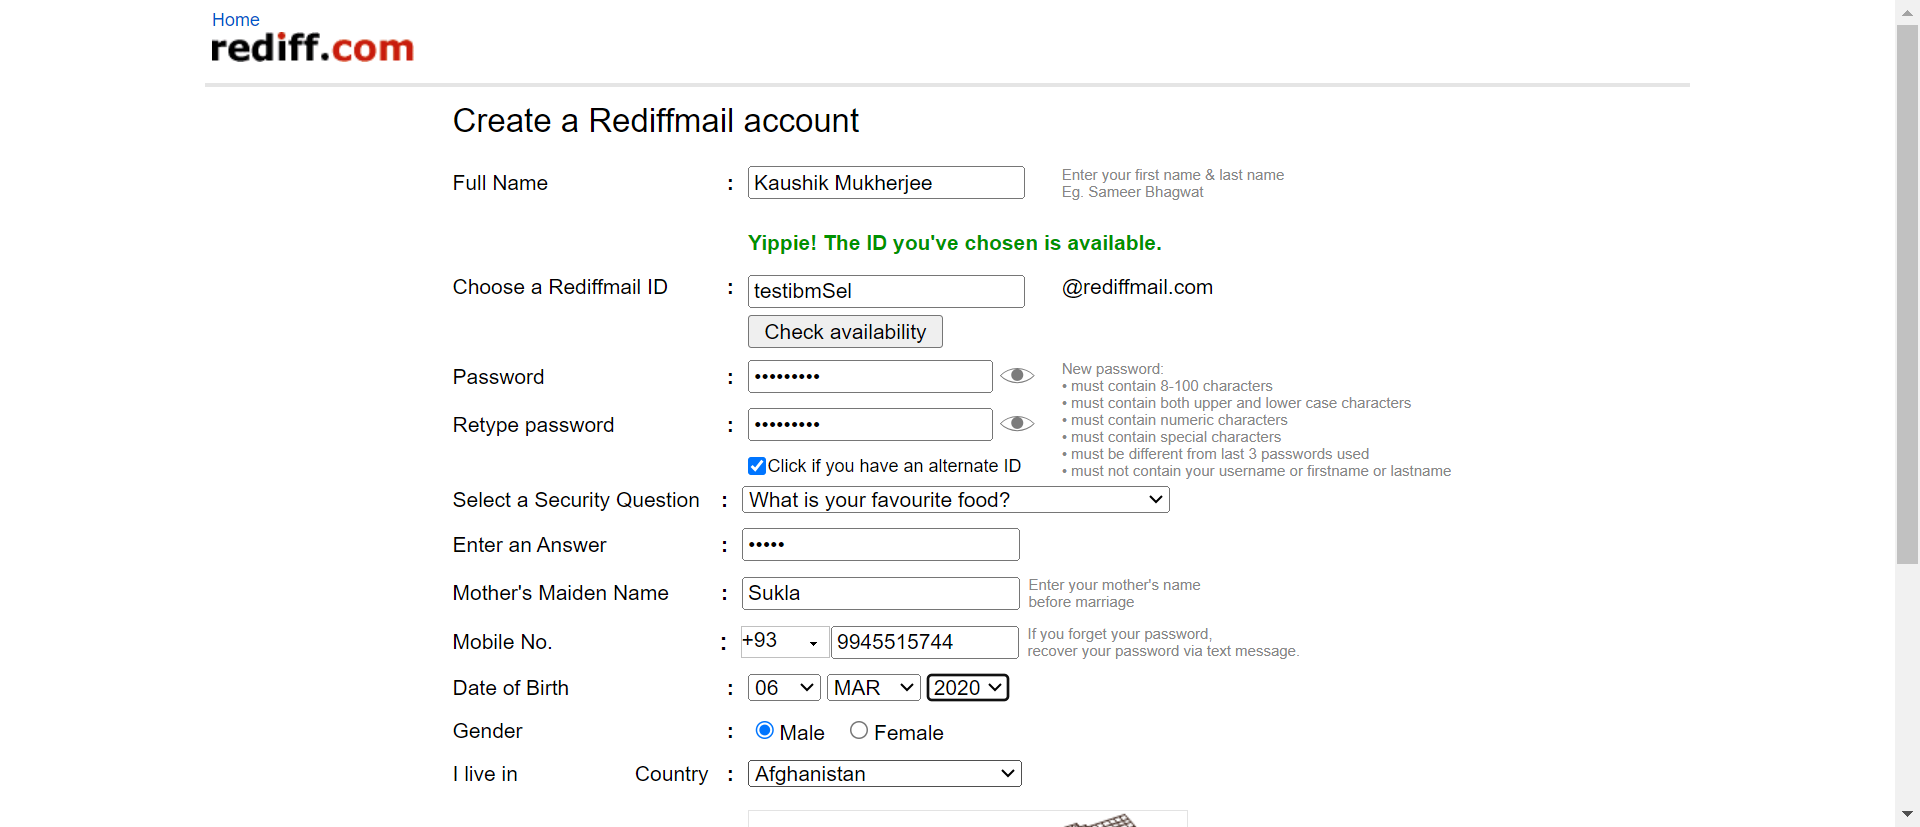 Home
rediff.com
Create a Rediffmail account
Full Name : Kaushik Mukherjee
Enter your first name & last name
Eg. Sameer Bhagwat
Yippie! The ID you've chosen is available.
Choose a Rediffmail ID : testibmSel @rediffmail.com
Check availability
Password : •••••••••
Retype password : •••••••••
New password:
• must contain 8-100 characters
• must contain both upper and lower case characters
• must contain numeric characters
• must contain special characters
• must be different from last 3 passwords used
• must not contain your username or firstname or lastname
Click if you have an alternate ID
Select a Security Question : What is your favourite food?
Enter an Answer : •••••
Mother's Maiden Name : Sukla
Enter your mother's name
before marriage
Mobile No. : +93 9945515744
If you forget your password,
recover your password via text message.
Date of Birth : 06 MAR 2020
Gender : Male Female
I live in Country : Afghanistan